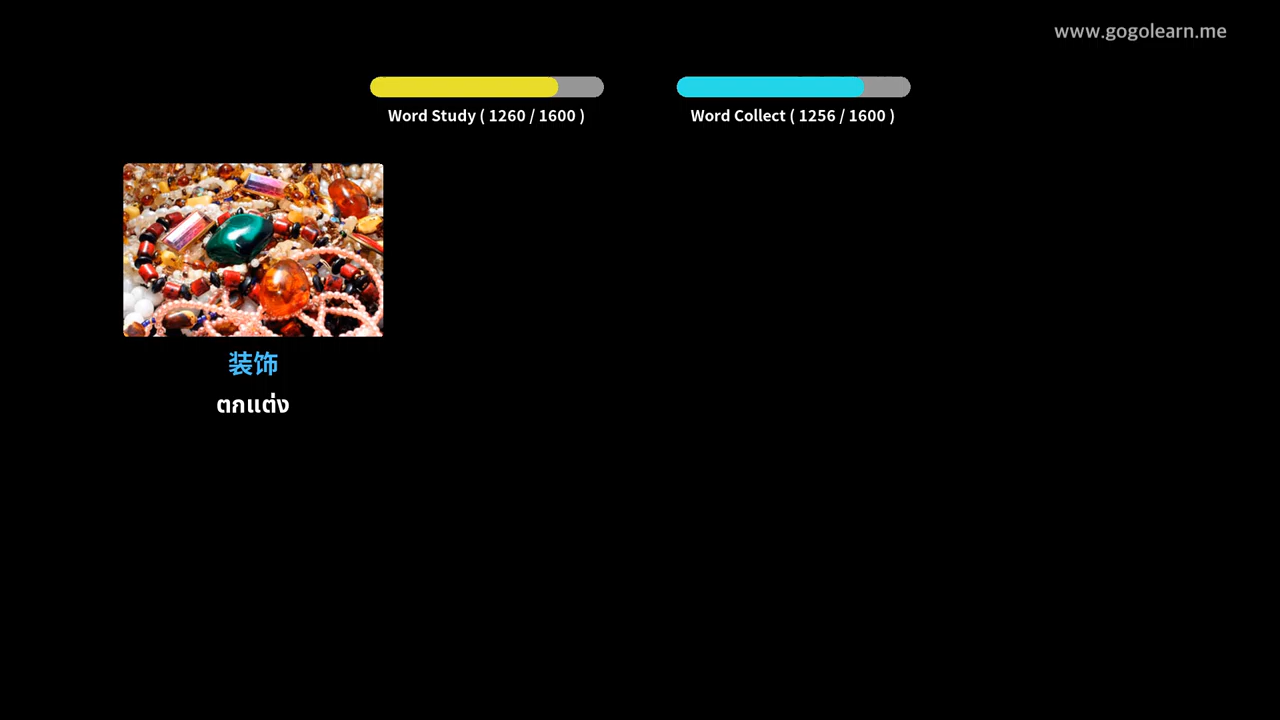 www.gogolearn.me
Word Study ( 1260 / 1600 )
Word Collect ( 1256 / 1600 )
装饰
ตกแต่ง